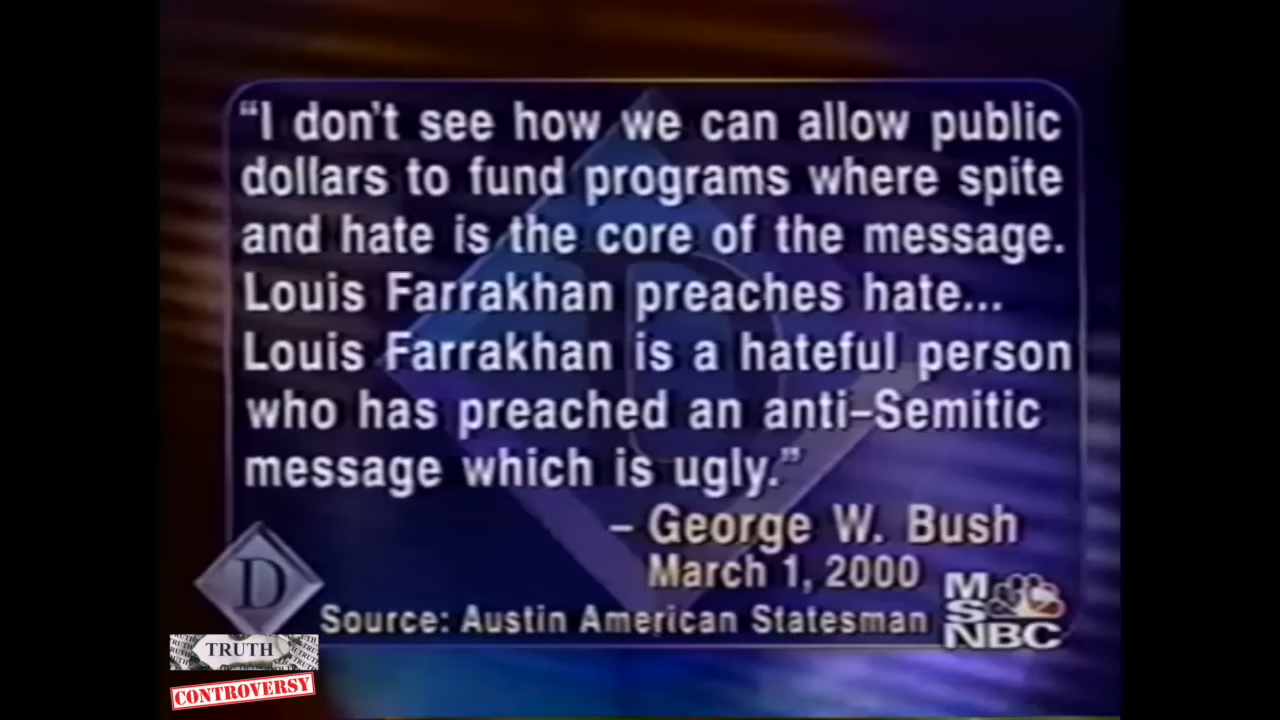 “I don't see how we can allow public
dollars to fund programs where spite
and hate is the core of the message.
Louis Farrakhan preaches hate...
Louis Farrakhan is a hateful person
who has preached an anti–Semitic
message which is ugly.”
– George W. Bush
March 1, 2000
Source: Austin American Statesman
D
MSNBC
TRUTH
CONTROVERSY